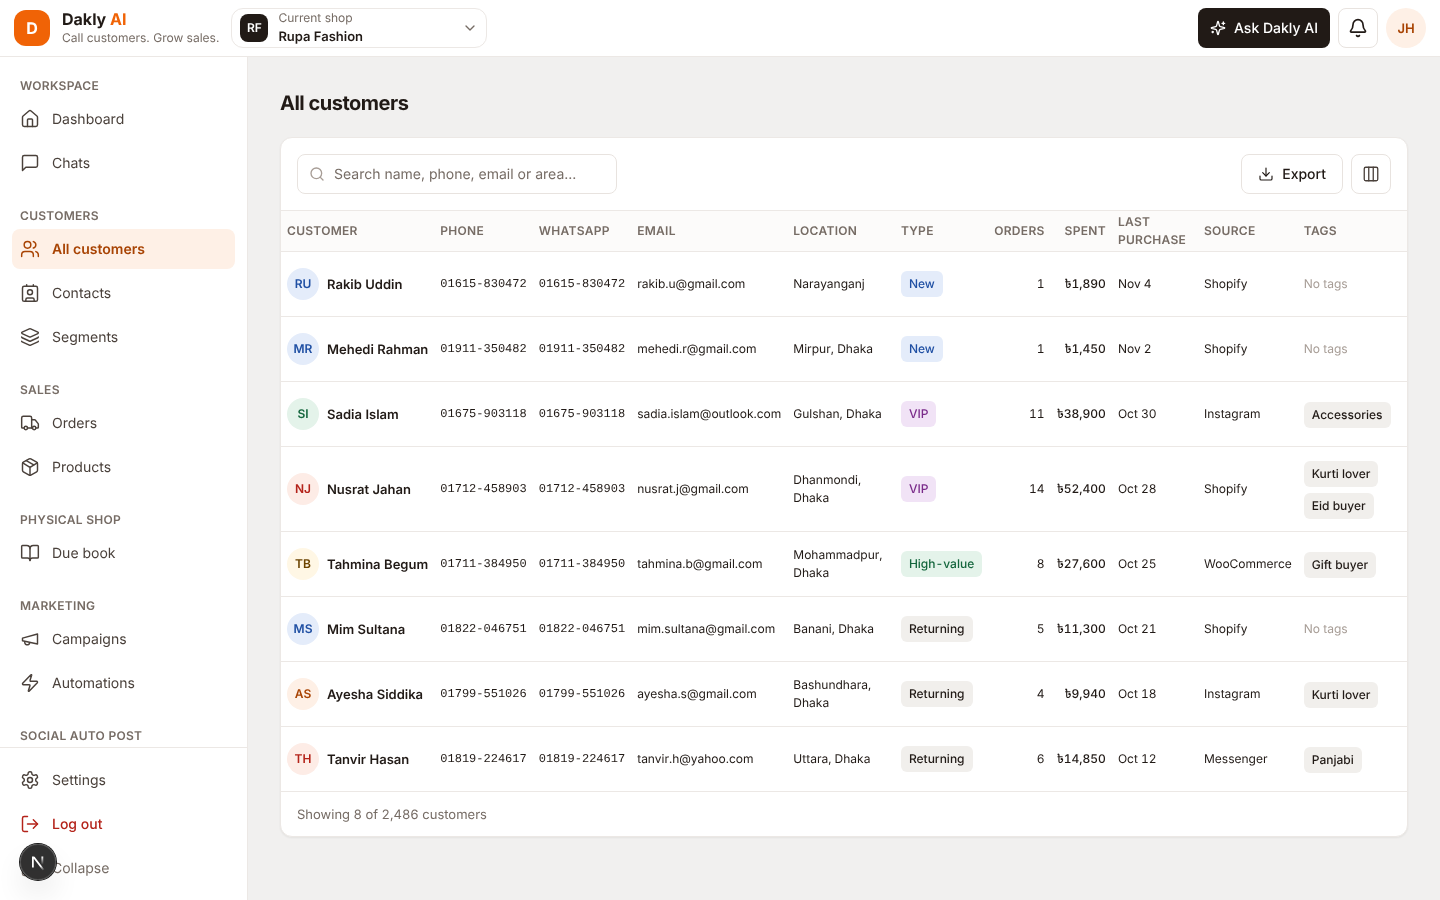 D
Dakly AI
Call customers. Grow sales.
RF
Current shop
Rupa Fashion
Ask Dakly AI
JH
WORKSPACE
Dashboard
Chats
CUSTOMERS
All customers
Contacts
Segments
SALES
Orders
Products
PHYSICAL SHOP
Due book
MARKETING
Campaigns
Automations
SOCIAL AUTO POST
Settings
Log out
N
Collapse
All customers
Search name, phone, email or area...
Export
CUSTOMER PHONE WHATSAPP EMAIL LOCATION TYPE ORDERS SPENT LAST PURCHASE SOURCE TAGS
RU Rakib Uddin 01615-830472 01615-830472 rakib.u@gmail.com Narayanganj New 1 ৳1,890 Nov 4 Shopify No tags
MR Mehedi Rahman 01911-350482 01911-350482 mehedi.r@gmail.com Mirpur, Dhaka New 1 ৳1,450 Nov 2 Shopify No tags
SI Sadia Islam 01675-903118 01675-903118 sadia.islam@outlook.com Gulshan, Dhaka VIP 11 ৳38,900 Oct 30 Instagram Accessories
NJ Nusrat Jahan 01712-458903 01712-458903 nusrat.j@gmail.com Dhanmondi, Dhaka VIP 14 ৳52,400 Oct 28 Shopify Kurti lover Eid buyer
TB Tahmina Begum 01711-384950 01711-384950 tahmina.b@gmail.com Mohammadpur, Dhaka High-value 8 ৳27,600 Oct 25 WooCommerce Gift buyer
MS Mim Sultana 01822-046751 01822-046751 mim.sultana@gmail.com Banani, Dhaka Returning 5 ৳11,300 Oct 21 Shopify No tags
AS Ayesha Siddika 01799-551026 01799-551026 ayesha.s@gmail.com Bashundhara, Dhaka Returning 4 ৳9,940 Oct 18 Instagram Kurti lover
TH Tanvir Hasan 01819-224617 01819-224617 tanvir.h@yahoo.com Uttara, Dhaka Returning 6 ৳14,850 Oct 12 Messenger Panjabi
Showing 8 of 2,486 customers